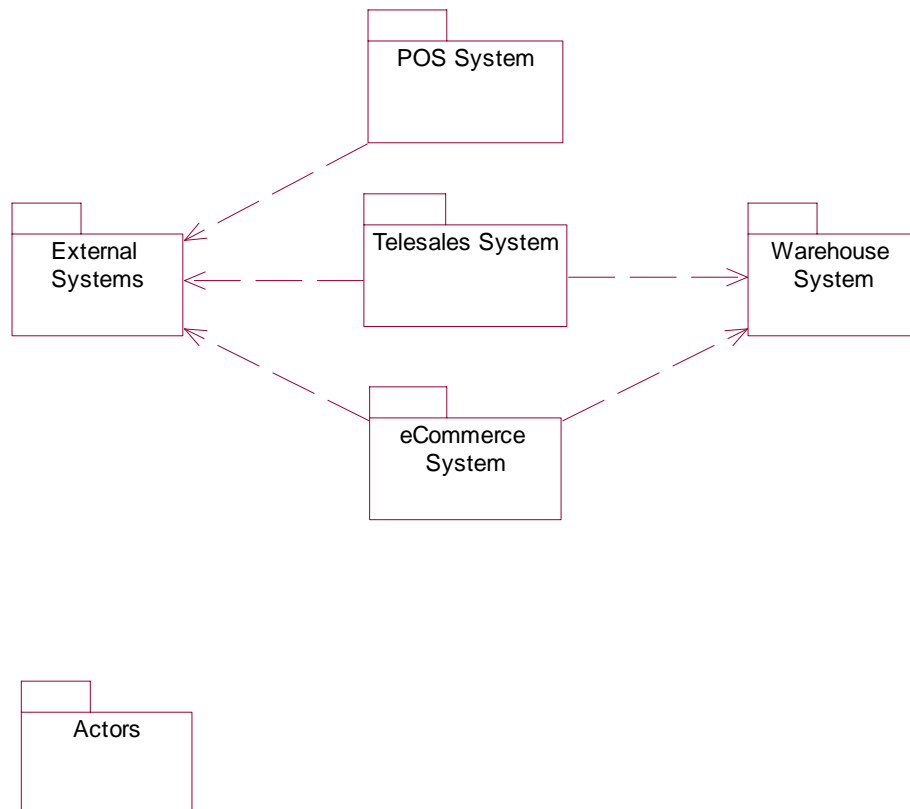 POS System
External
Systems
Telesales System
Warehouse
System
eCommerce
System
Actors